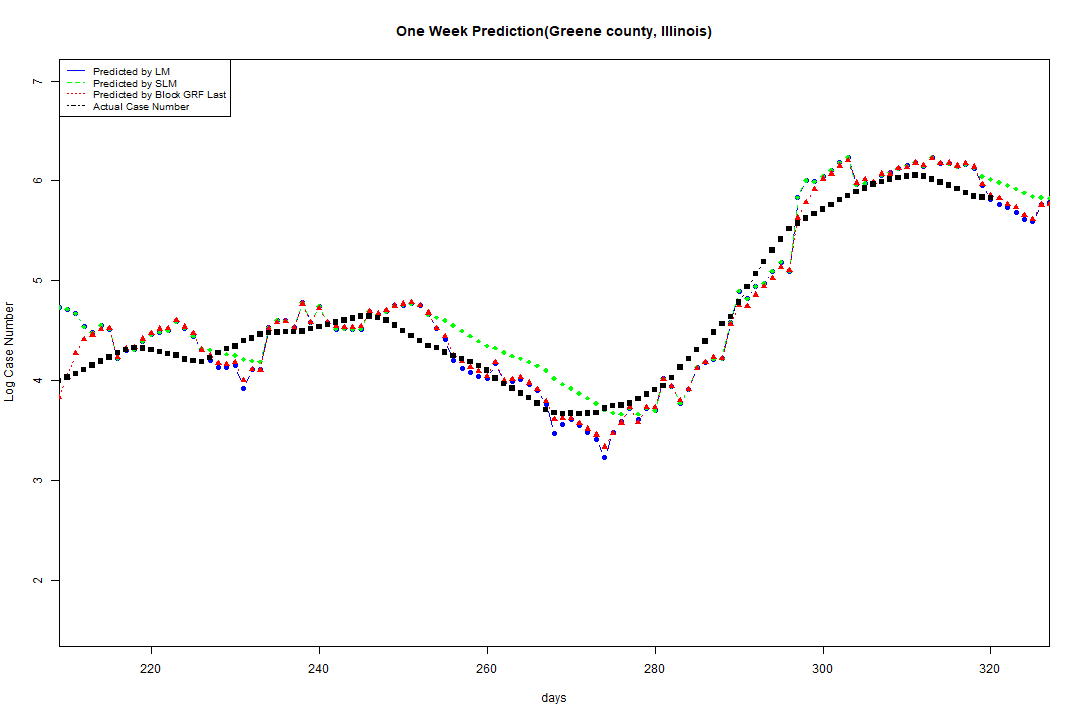 One Week Prediction(Greene county, Illinois)
Predicted by LM
Predicted by SLM
Predicted by Block GRF Last
Actual Case Number
7
6
5
4
3
2
Log Case Number
220
240
260
280
300
320
days